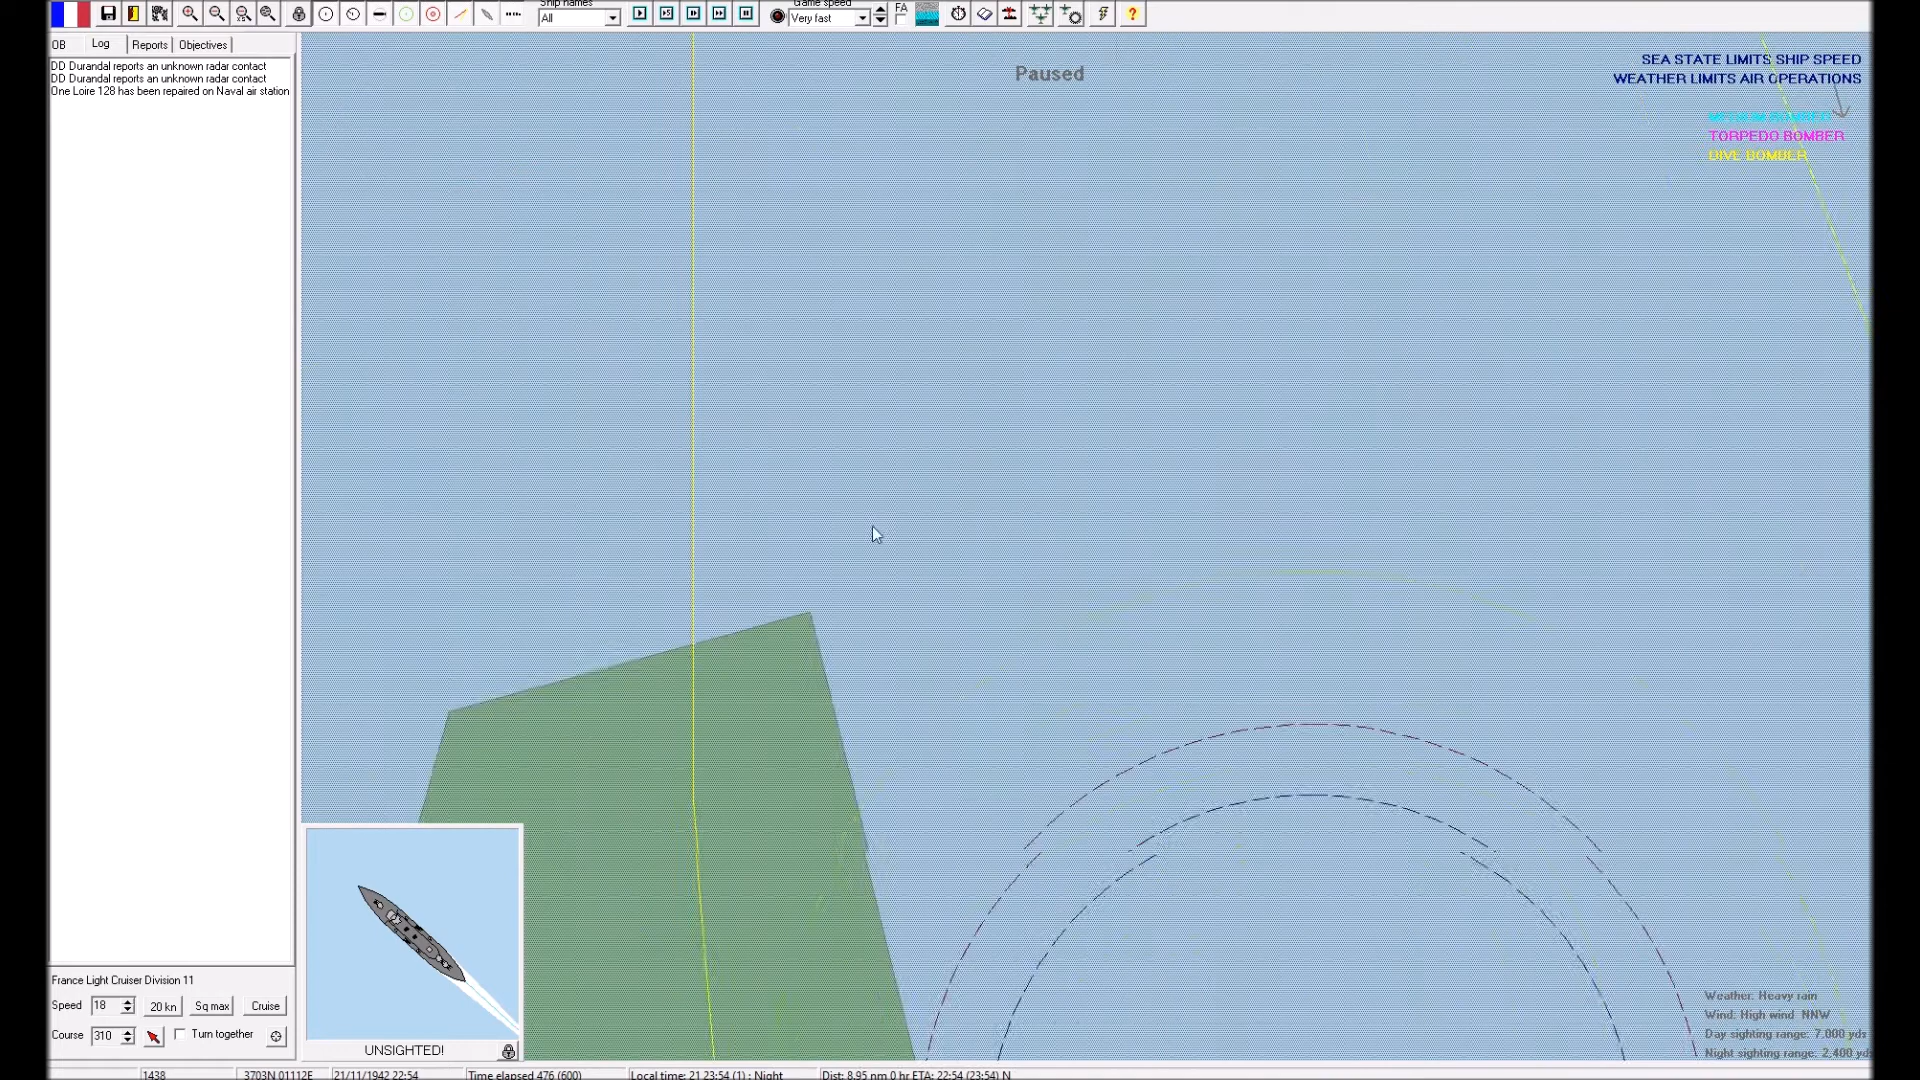 Ship names
All
Game speed
Very fast
FA
?
OB
Log
Reports
Objectives
DD Durandal reports an unknown radar contact
DD Durandal reports an unknown radar contact
One Loire 128 has been repaired on Naval air station
Paused
SEA STATE LIMITS SHIP SPEED
WEATHER LIMITS AIR OPERATIONS
MEDIUM BOMBER
TORPEDO BOMBER
DIVE BOMBER
France Light Cruiser Division 11
Speed
18
20 kn
Sq max
Cruise
Course
310
Turn together
UNSIGHTED!
Weather: Heavy rain
Wind: High wind NNW
Day sighting range: 7,000 yds
Night sighting range: 2,400 yds
1438
3703N 01112E
21/11/1942 22:54
Time elapsed 476 (600)
Local time: 21 23:54 (1) : Night
Dist: 8,95 nm 0 hr ETA: 22:54 (23:54) N